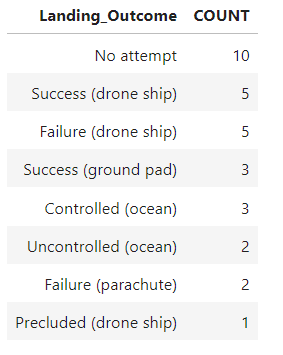 Landing_Outcome COUNT
No attempt 10
Success (drone ship) 5
Failure (drone ship) 5
Success (ground pad) 3
Controlled (ocean) 3
Uncontrolled (ocean) 2
Failure (parachute) 2
Precluded (drone ship) 1